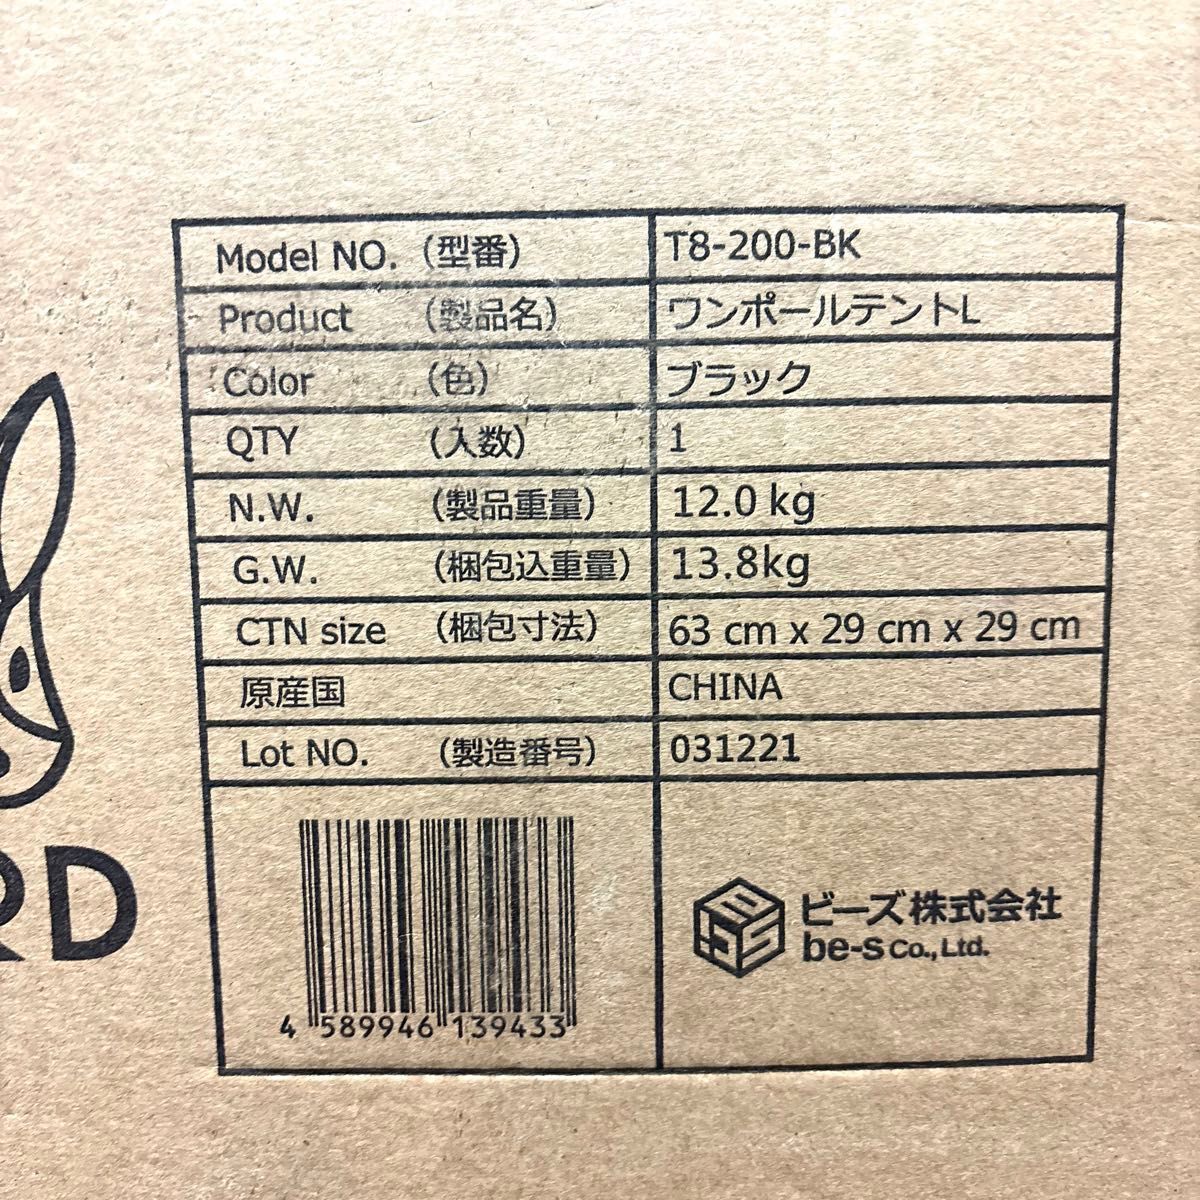 Model NO. (型番) T8-200-BK
Product (製品名) ワンポールテントL
Color (色) ブラック
QTY (入数) 1
N.W. (製品重量) 12.0 kg
G.W. (梱包込重量) 13.8kg
CTN size (梱包寸法) 63 cm x 29 cm x 29 cm
原産国 CHINA
Lot NO. (製造番号) 031221
RD
4 589946 139433
ビーズ株式会社
be-s Co., Ltd.